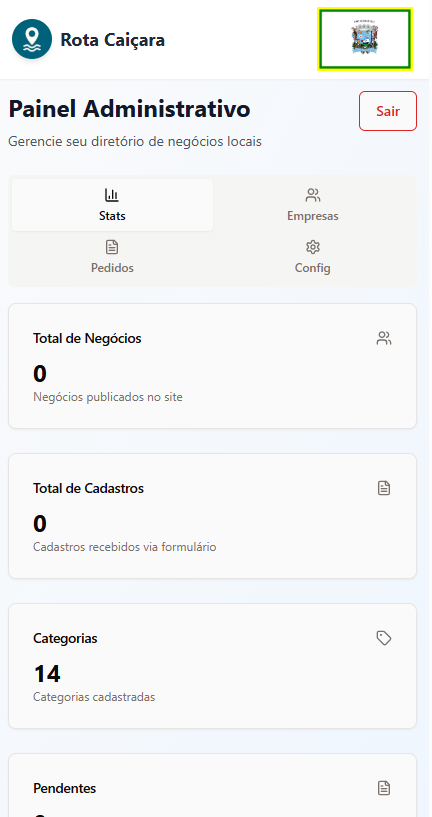 Rota Caiçara
Painel Administrativo
Sair
Gerencie seu diretório de negócios locais
Stats
Empresas
Pedidos
Config
Total de Negócios
0
Negócios publicados no site
Total de Cadastros
0
Cadastros recebidos via formulário
Categorias
14
Categorias cadastradas
Pendentes